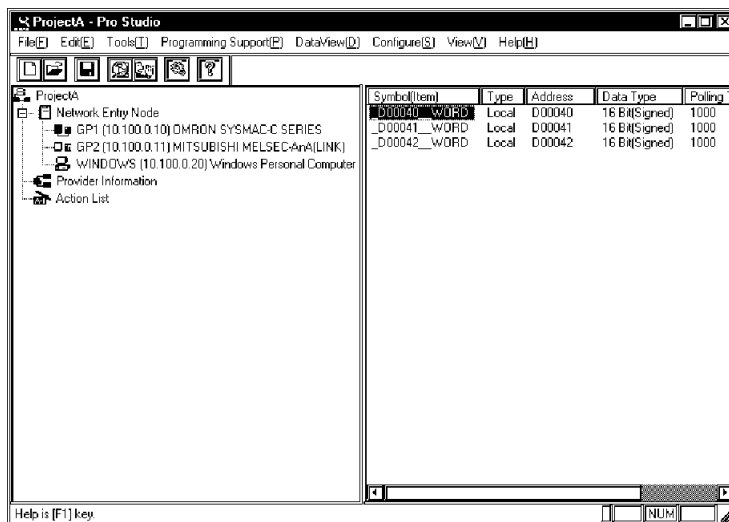 ProjectA - Pro Studio
File[F] Edit[E] Tools[T] Programming Support[P] DataView[D] Configure[S] View[V] Help[H]
ProjectA
Network Entry Node
GP1 (10.100.0.10) OMRON SYSMAC-C SERIES
GP2 (10.100.0.11) MITSUBISHI MELSEC-AnA(LINK)
WINDOWS (10.100.0.20) Windows Personal Computer
Provider Information
Action List
Symbol(Item) Type Address Data Type Polling
_D00040__WORD Local D00040 16 Bit(Signed) 1000
_D00041__WORD Local D00041 16 Bit(Signed) 1000
_D00042__WORD Local D00042 16 Bit(Signed) 1000
Help is [F1] key.
NUM